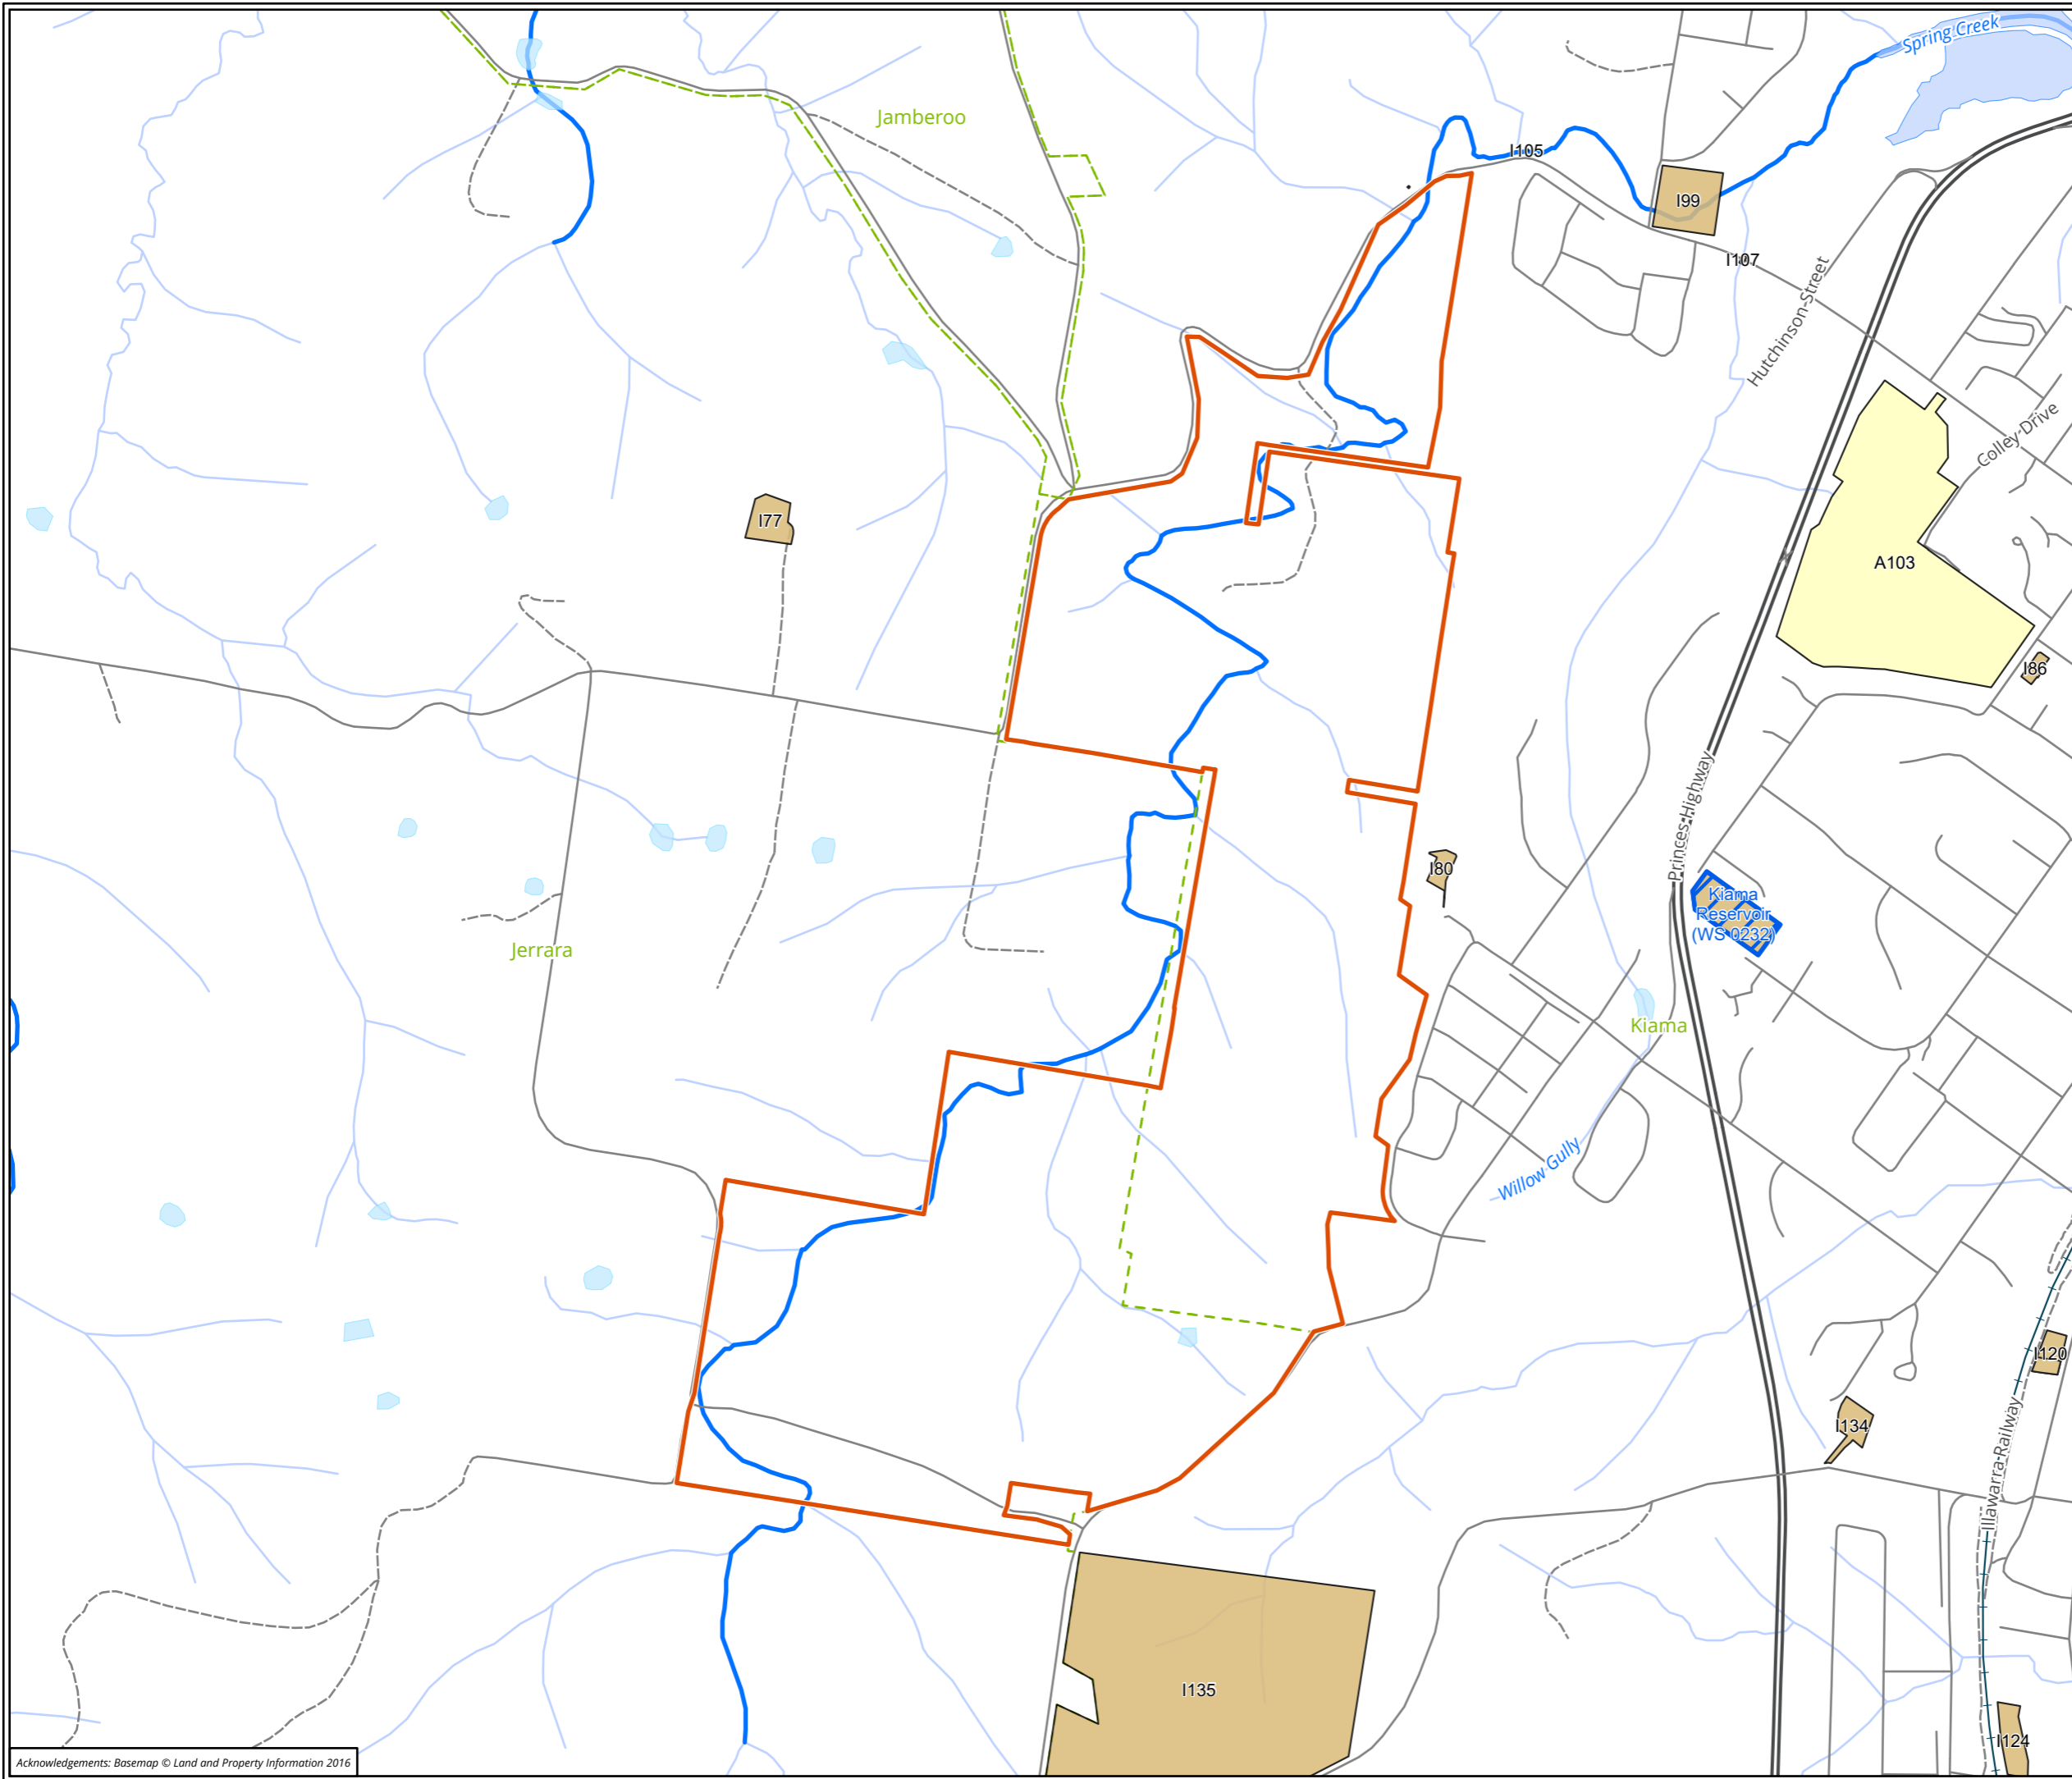 Spring Creek
Jamberoo
I105
I99
I107
Hutchinson Street
Colley Drive
I77
A103
I86
Princes Highway
I80
Kiama
Reservoir
(WS 0232)
Jerrara
Kiama
Willow Gully
I120
I134
Illawarra Railway
I135
I124
Acknowledgements: Basemap © Land and Property Information 2016